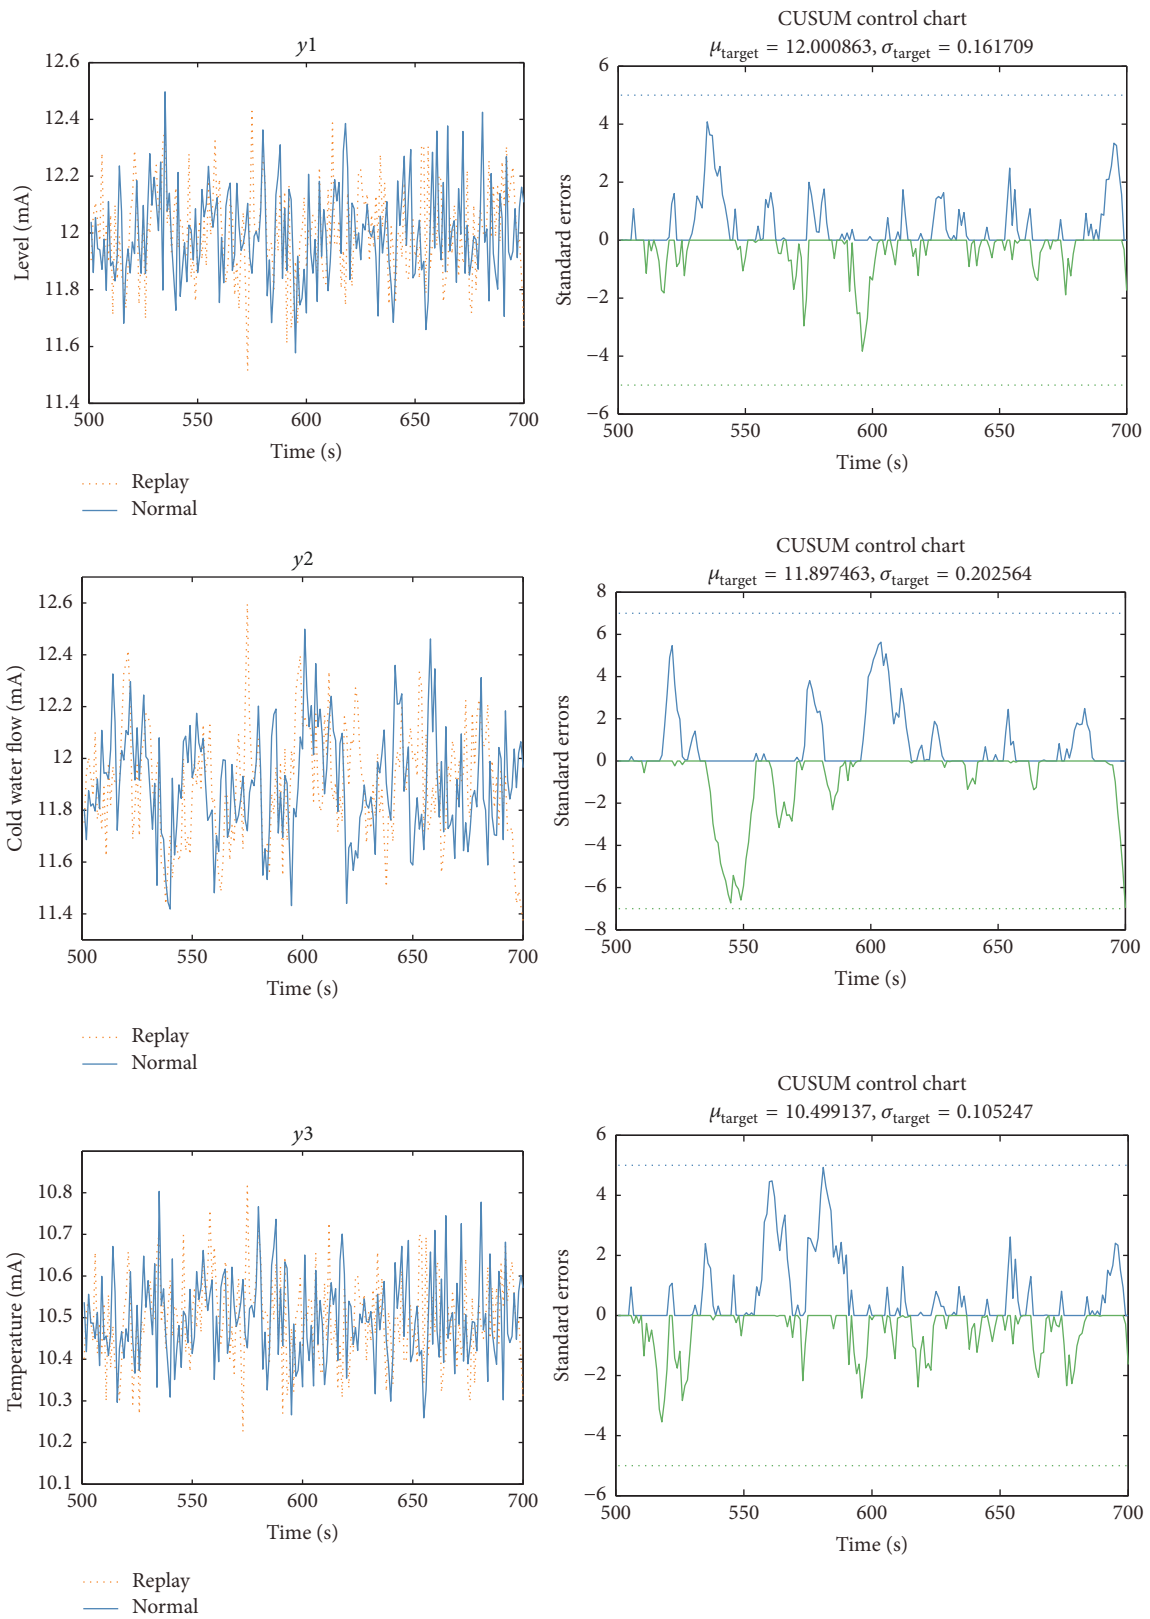 y1
12.6
12.4
12.2
12
11.8
11.6
11.4
Level (mA)
500 550 600 650 700
Time (s)
Replay
Normal
CUSUM control chart
μtarget = 12.000863, σtarget = 0.161709
6
4
2
0
−2
−4
−6
Standard errors
500 550 600 650 700
Time (s)
y2
12.6
12.4
12.2
12
11.8
11.6
11.4
Cold water flow (mA)
500 550 600 650 700
Time (s)
Replay
Normal
CUSUM control chart
μtarget = 11.897463, σtarget = 0.202564
8
6
4
2
0
−2
−4
−6
−8
Standard errors
500 550 600 650 700
Time (s)
y3
10.8
10.7
10.6
10.5
10.4
10.3
10.2
10.1
Temperature (mA)
500 550 600 650 700
Time (s)
Replay
Normal
CUSUM control chart
μtarget = 10.499137, σtarget = 0.105247
6
4
2
0
−2
−4
−6
Standard errors
500 550 600 650 700
Time (s)